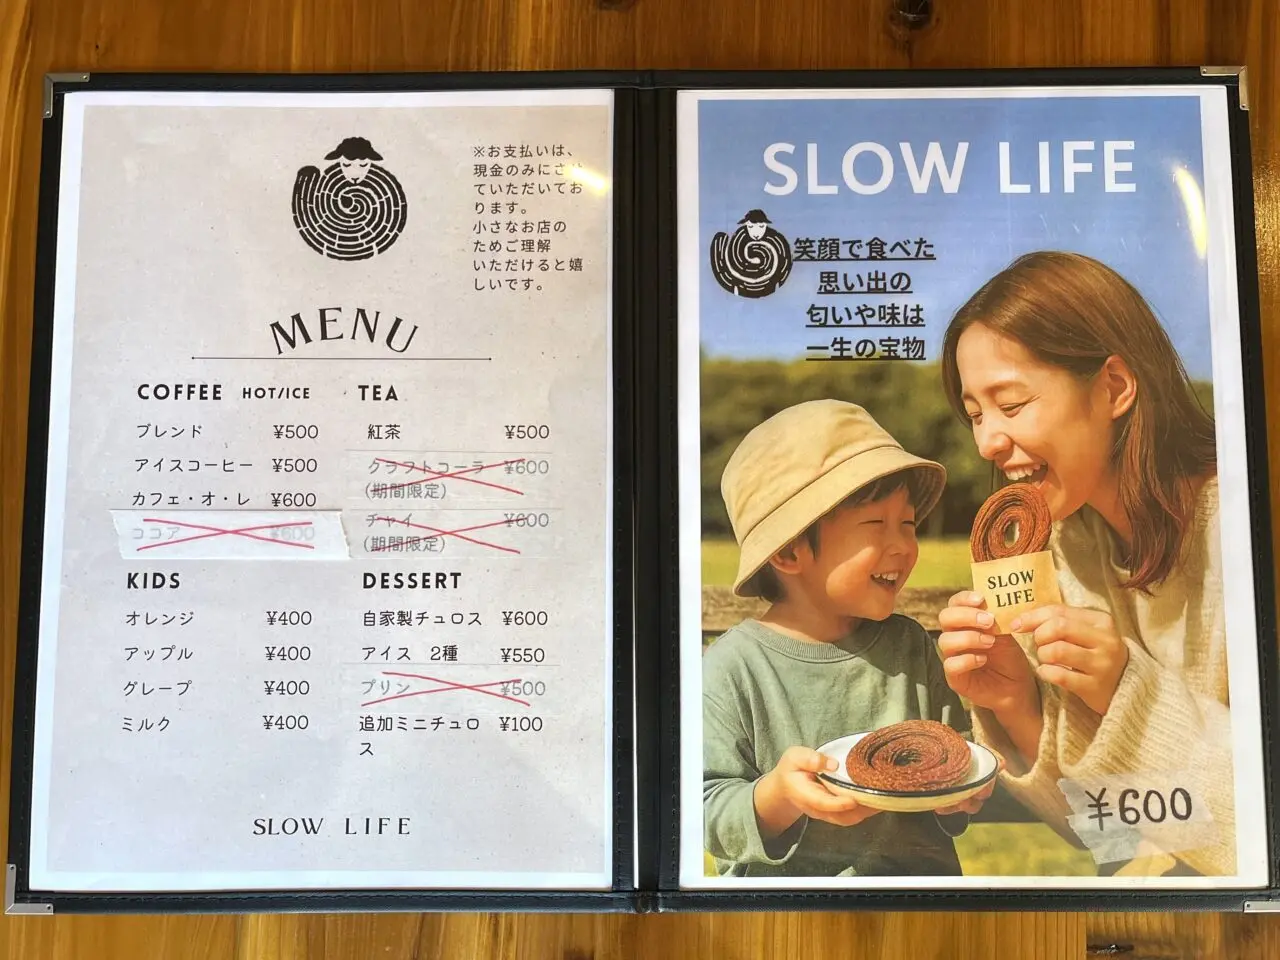 ※お支払いは、
現金のみにさせ
ていただいてお
ります。
小さなお店の
ためご理解
いただけると嬉
しいです。
MENU
COFFEE HOT/ICE
ブレンド ¥500
アイスコーヒー ¥500
カフェ・オ・レ ¥600
ココア ¥600
TEA
紅茶 ¥500
クラフトコーラ ¥600
(期間限定)
チャイ ¥600
(期間限定)
KIDS
オレンジ ¥400
アップル ¥400
グレープ ¥400
ミルク ¥400
DESSERT
自家製チュロス ¥600
アイス 2種 ¥550
プリン ¥500
追加ミニチュロ ¥100
ス
SLOW LIFE
SLOW LIFE
笑顔で食べた
思い出の
匂いや味は
一生の宝物
SLOW
LIFE
¥600